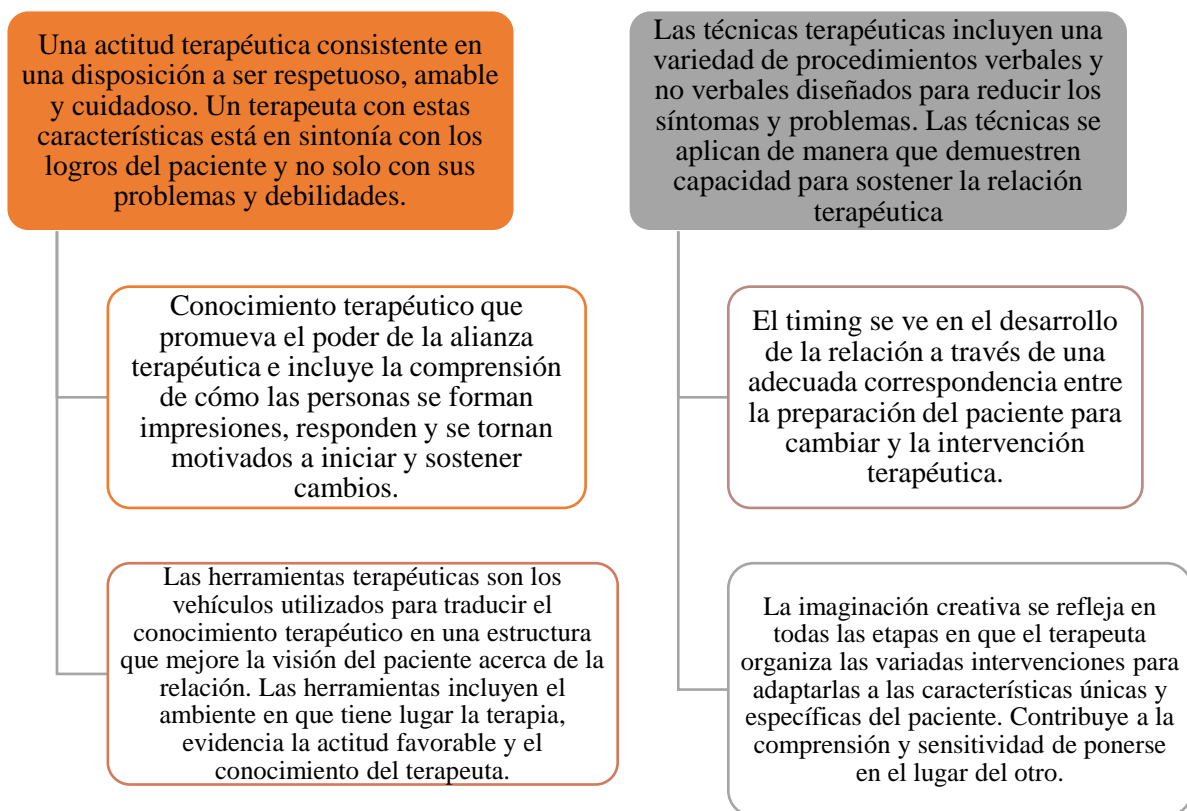 Una actitud terapéutica consistente en
una disposición a ser respetuoso, amable
y cuidadoso. Un terapeuta con estas
características está en sintonía con los
logros del paciente y no solo con sus
problemas y debilidades.
Conocimiento terapéutico que
promueva el poder de la alianza
terapéutica e incluye la comprensión
de cómo las personas se forman
impresiones, responden y se tornan
motivados a iniciar y sostener
cambios.
Las herramientas terapéuticas son los
vehículos utilizados para traducir el
conocimiento terapéutico en una estructura
que mejore la visión del paciente acerca de la
relación. Las herramientas incluyen el
ambiente en que tiene lugar la terapia,
evidencia la actitud favorable y el
conocimiento del terapeuta.
Las técnicas terapéuticas incluyen una
variedad de procedimientos verbales y
no verbales diseñados para reducir los
síntomas y problemas. Las técnicas se
aplican de manera que demuestren
capacidad para sostener la relación
terapéutica
El timing se ve en el desarrollo
de la relación a través de una
adecuada correspondencia entre
la preparación del paciente para
cambiar y la intervención
terapéutica.
La imaginación creativa se refleja en
todas las etapas en que el terapeuta
organiza las variadas intervenciones para
adaptarlas a las características únicas y
específicas del paciente. Contribuye a la
comprensión y sensitividad de ponerse
en el lugar del otro.